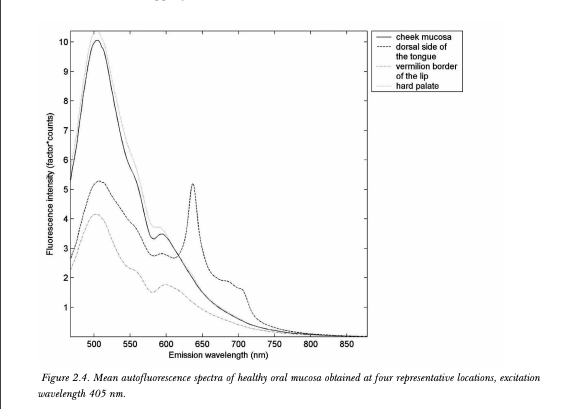 cheek mucosa
dorsal side of
the tongue
vermilion border
of the lip
hard palate
Fluorescence intensity (factor*counts)
10
9
8
7
6
5
4
3
2
1
500 550 600 650 700 750 800 850
Emission wavelength (nm)
Figure 2.4. Mean autofluorescence spectra of healthy oral mucosa obtained at four representative locations, excitation
wavelength 405 nm.